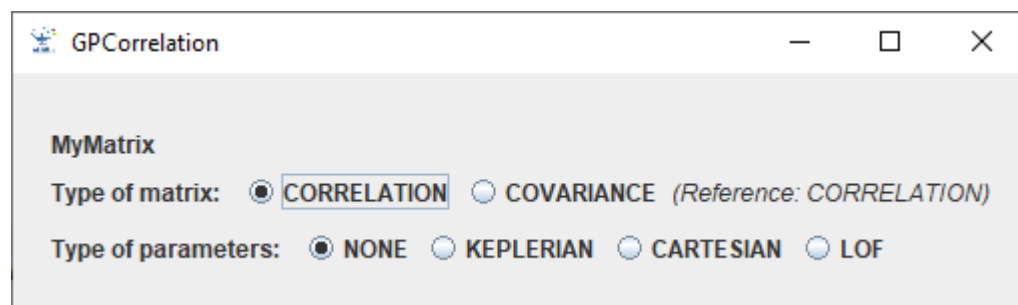 GPCorrelation
MyMatrix
Type of matrix: CORRELATION COVARIANCE (Reference: CORRELATION)
Type of parameters: NONE KEPLERIAN CARTESIAN LOF